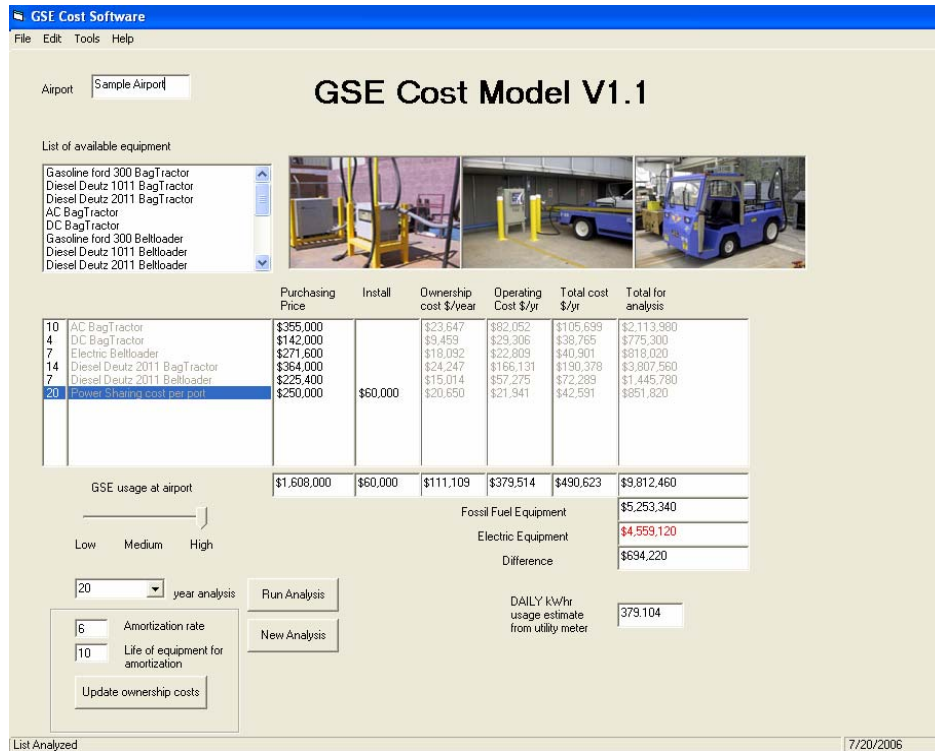 GSE Cost Software
File Edit Tools Help
Airport Sample Airport
GSE Cost Model V1.1
List of available equipment
Gasoline ford 300 BagTractor
Diesel Deutz 1011 BagTractor
Diesel Deutz 2011 BagTractor
AC BagTractor
DC BagTractor
Gasoline ford 300 Beltloader
Diesel Deutz 1011 Beltloader
Diesel Deutz 2011 Beltloader
Purchasing Price Install Ownership cost $/year Operating Cost $/yr Total cost $/yr Total for analysis
10 AC BagTractor $355,000 $23,647 $82,052 $105,699 $2,113,980
4 DC BagTractor $142,000 $9,459 $29,306 $38,765 $775,300
7 Electric Beltloader $271,600 $18,092 $22,809 $40,901 $818,020
14 Diesel Deutz 2011 BagTractor $364,000 $24,247 $166,131 $190,378 $3,807,560
7 Diesel Deutz 2011 Beltloader $225,400 $15,014 $57,275 $72,289 $1,445,780
20 Power Sharing cost per port $250,000 $60,000 $20,650 $21,941 $42,591 $851,820
$1,608,000 $60,000 $111,109 $379,514 $490,623 $9,812,460
GSE usage at airport
Low Medium High
Fossil Fuel Equipment $5,253,340
Electric Equipment $4,559,120
Difference $694,220
20 year analysis
Run Analysis
New Analysis
6 Amortization rate
10 Life of equipment for
amortization
Update ownership costs
DAILY kWhr
usage estimate
from utility meter
379.104
List Analyzed
7/20/2006